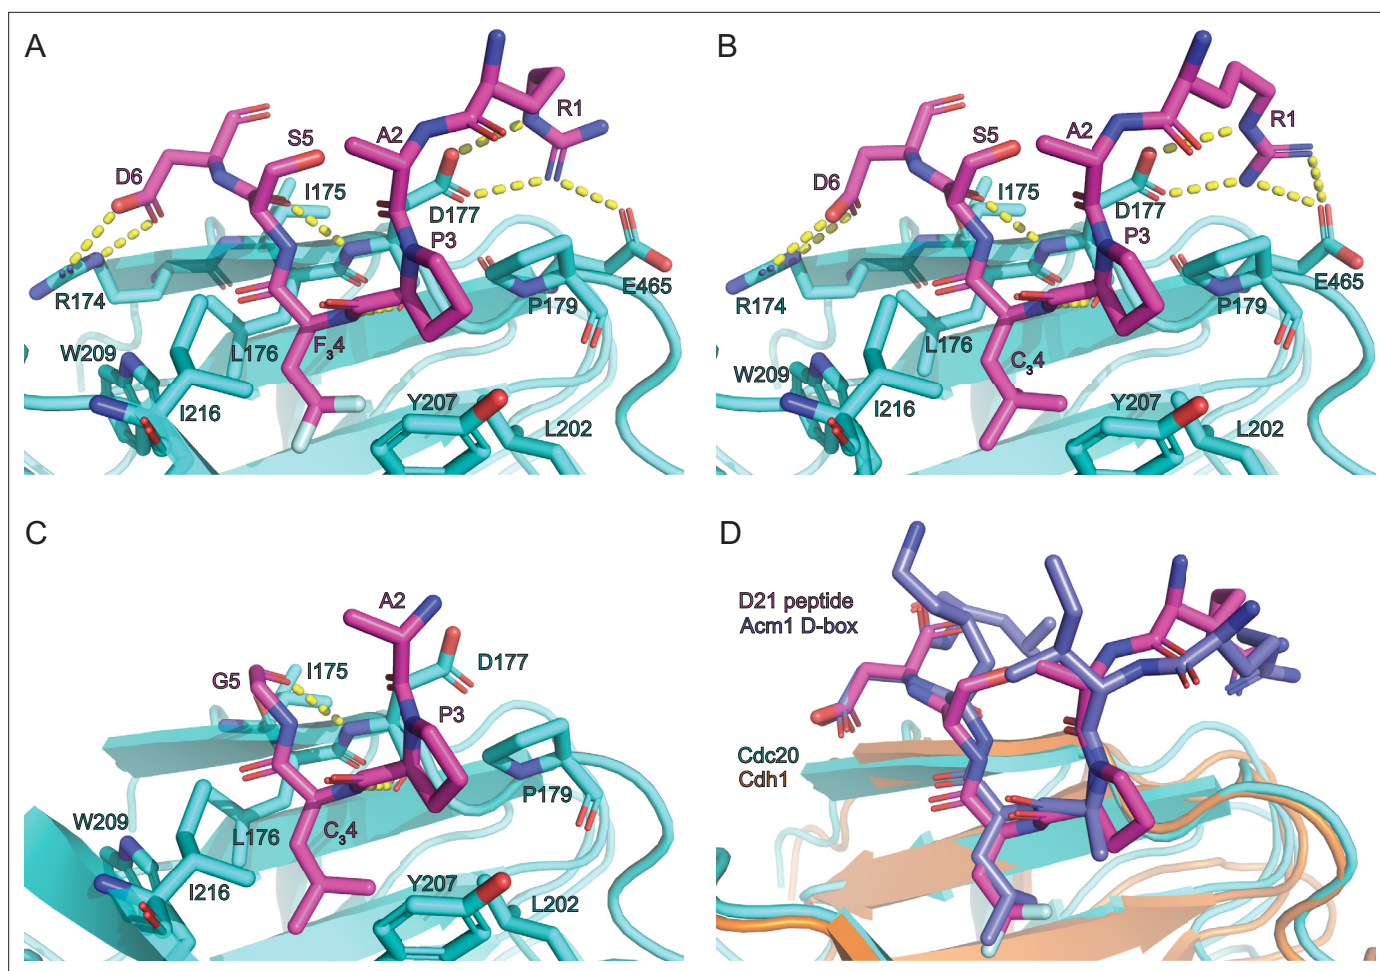 A
R1
A2
S5
D6
I175
D177
P3
R174
E465
P179
W209
L176
F₃4
I216
Y207
L202
B
R1
A2
S5
D6
I175
D177
P3
R174
E465
P179
L176
W209
C₃4
I216
Y207
L202
C
A2
I175
D177
G5
P3
P179
W209
L176
C₃4
I216
Y207
L202
D
D21 peptide
Acm1 D-box
Cdc20
Cdh1